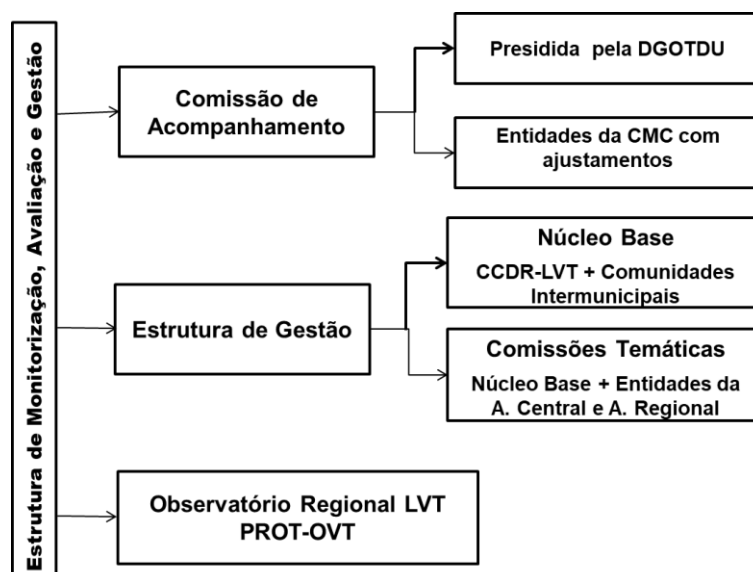 Estrutura de Monitorização, Avaliação e Gestão
Comissão de
Acompanhamento
Presidida pela DGOTDU
Entidades da CMC com
ajustamentos
Estrutura de Gestão
Núcleo Base
CCDR-LVT + Comunidades
Intermunicipais
Comissões Temáticas
Núcleo Base + Entidades da
A. Central e A. Regional
Observatório Regional LVT
PROT-OVT